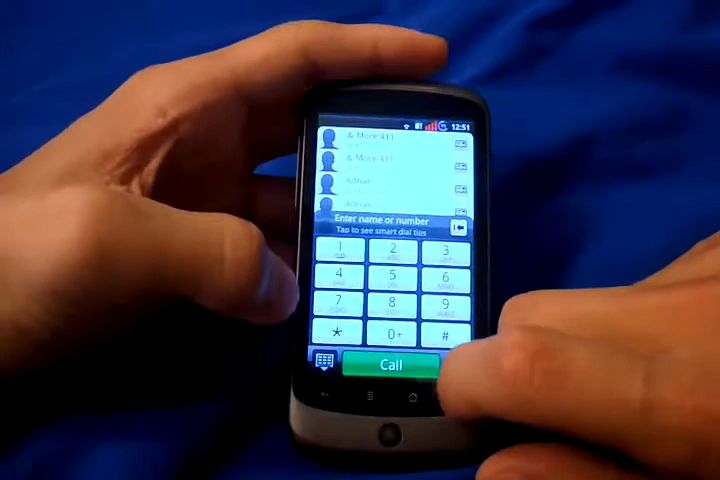 12:51
& More 411
& More 411
Adrian
Adrian
Enter name or number
Tap to see smart dial tips
1 2 3
ABC
4 5 6
7 8 9
* 0+ #
Call